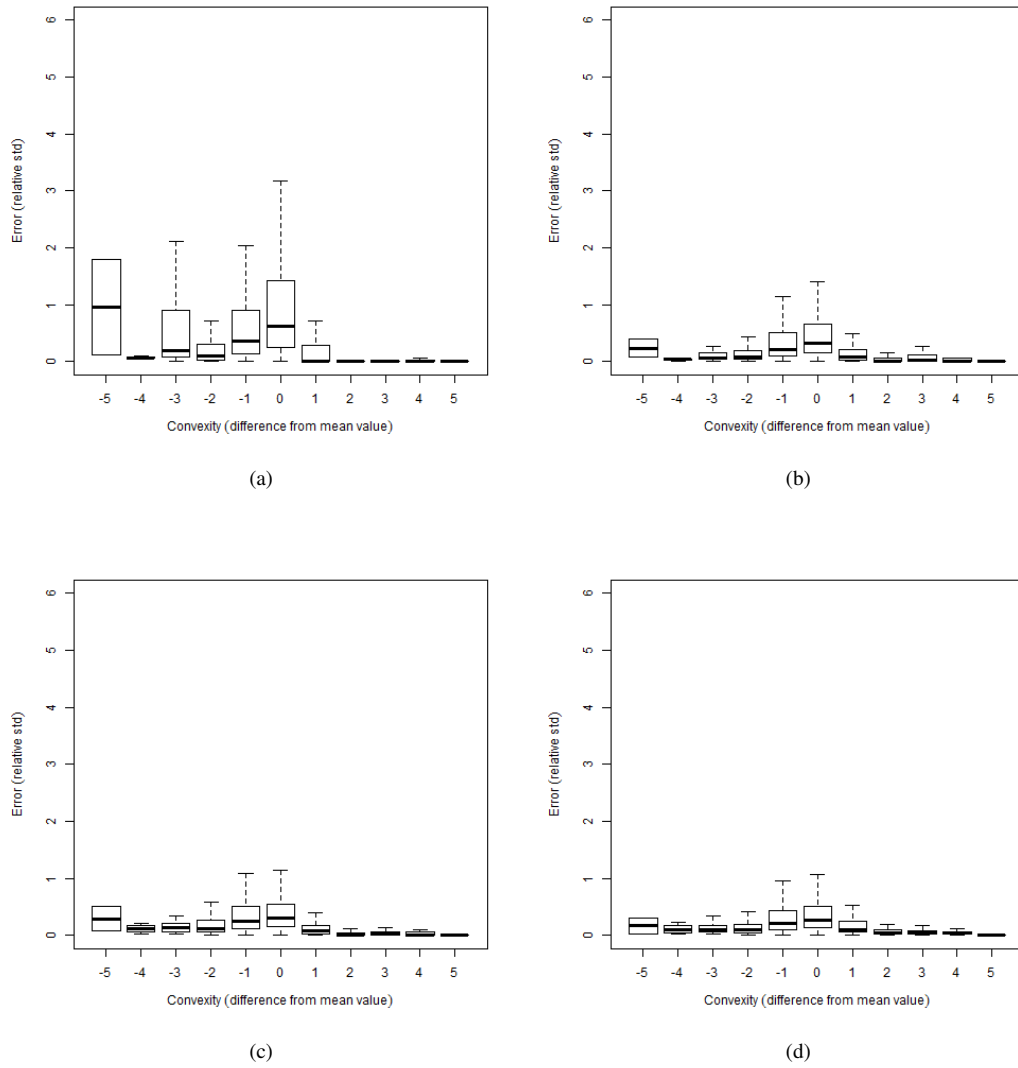 6
5
4
3
2
1
0
Error (relative std)
-5 -4 -3 -2 -1 0 1 2 3 4 5
Convexity (difference from mean value)
(a)
6
5
4
3
2
1
0
Error (relative std)
-5 -4 -3 -2 -1 0 1 2 3 4 5
Convexity (difference from mean value)
(b)
6
5
4
3
2
1
0
Error (relative std)
-5 -4 -3 -2 -1 0 1 2 3 4 5
Convexity (difference from mean value)
(c)
6
5
4
3
2
1
0
Error (relative std)
-5 -4 -3 -2 -1 0 1 2 3 4 5
Convexity (difference from mean value)
(d)